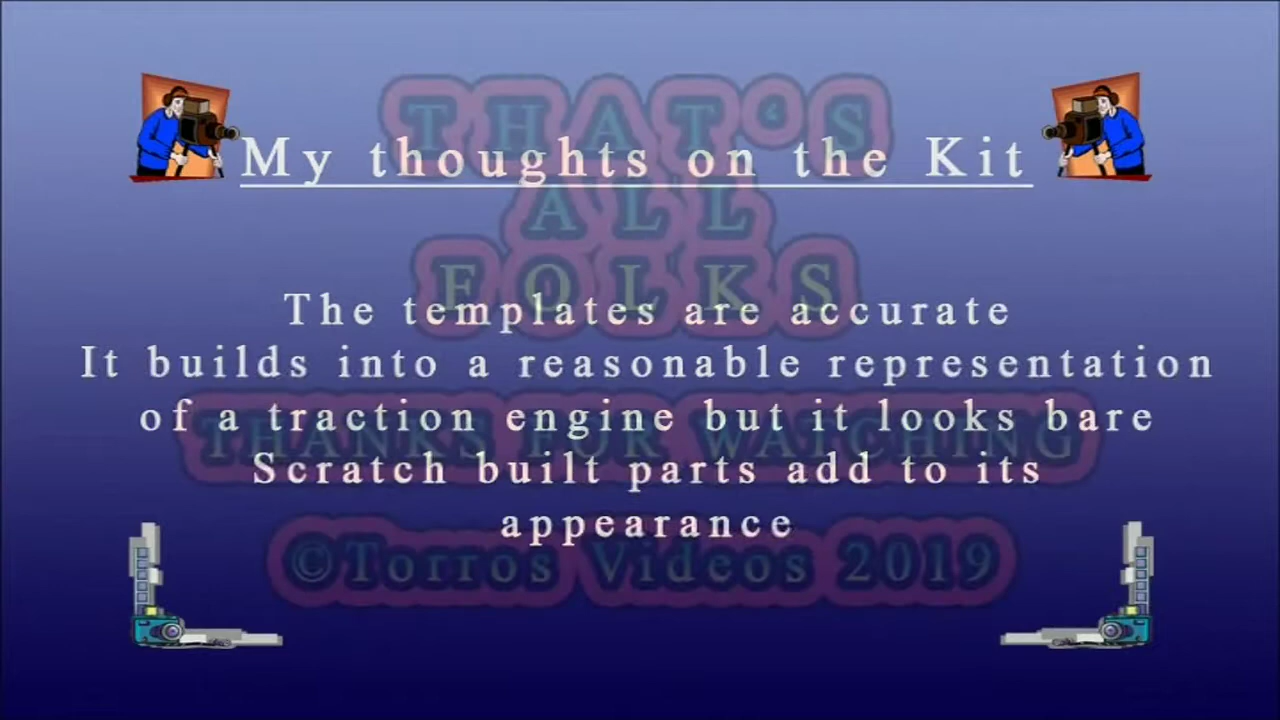 THAT'S
My thoughts on the Kit
ALL
FOLKS
The templates are accurate
It builds into a reasonable representation
of a traction engine but it looks bare
THANKS FOR WATCHING
Scratch built parts add to its
appearance
©Torros Videos 2019